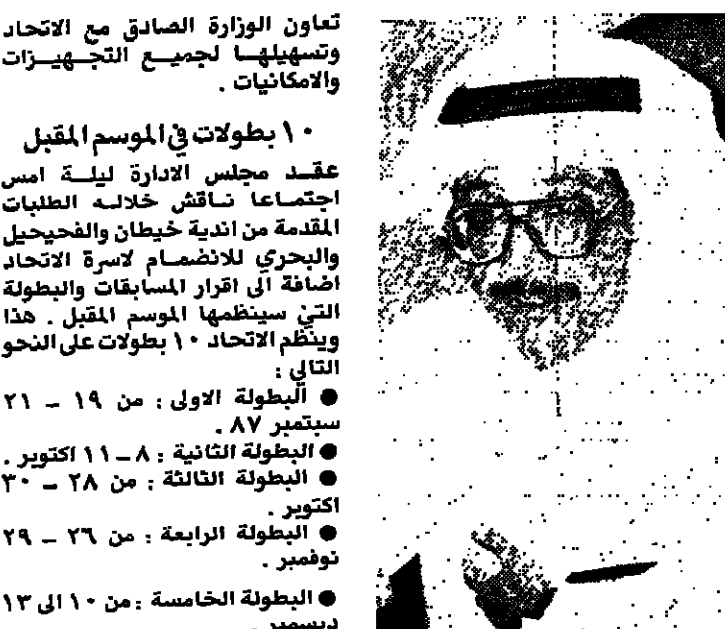 تعاون الوزارة الصادق مع الاتحاد
وتسهيلها لجميع التجهيزات
والامكانيات .
١٠ بطولات في الموسم المقبل
عقد مجلس الادارة ليلة امس
اجتماعا ناقش خلاله الطلبات
المقدمة من اندية خيطان والفحيحيل
والبحري للانضمام لاسرة الاتحاد
اضافة الى اقرار المسابقات والبطولة
التي سينظمها الموسم المقبل . هذا
وينظم الاتحاد ١٠ بطولات على النحو
التالي :
● البطولة الاولى : من ١٩ – ٢١
سبتمبر ٨٧ .
● البطولة الثانية : ٨ – ١١ اكتوبر .
● البطولة الثالثة : من ٢٨ – ٣٠
اكتوبر .
● البطولة الرابعة : من ٢٦ – ٢٩
نوفمبر .
● البطولة الخامسة : من ١٠ الى ١٣
ديسمبر .